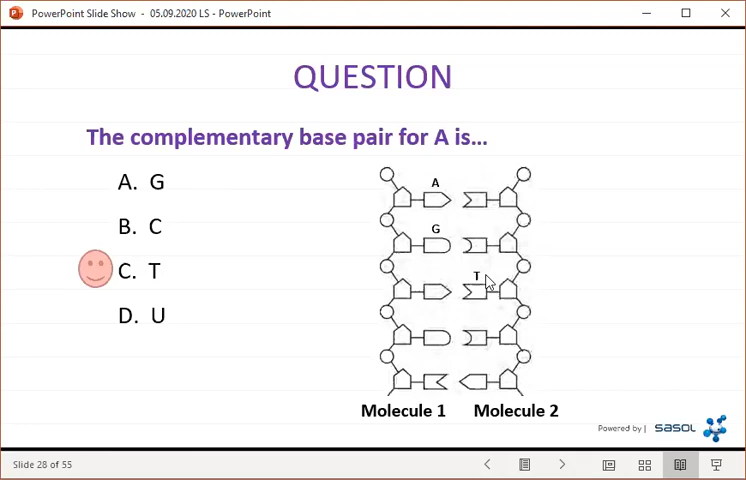 PowerPoint Slide Show - 05.09.2020 LS - PowerPoint
QUESTION
The complementary base pair for A is...
A. G
B. C
C. T
D. U
A
G
T
Molecule 1 Molecule 2
Powered by | sasol
Slide 28 of 55